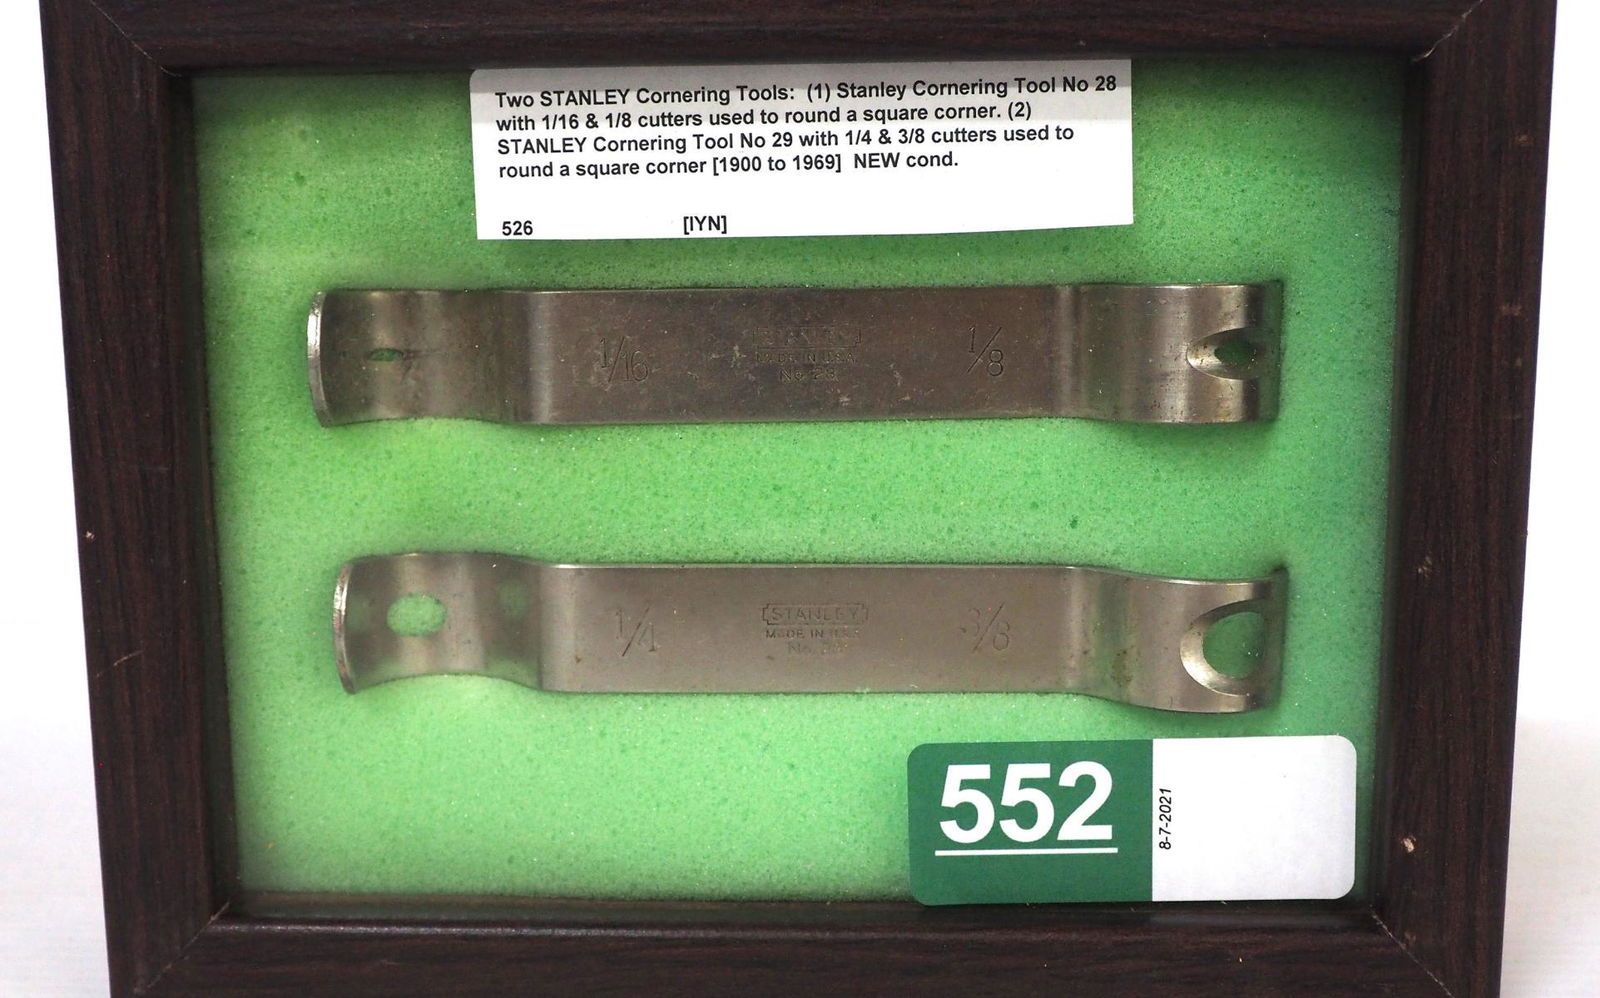 Two STANLEY Cornering Tools: (1) Stanley Cornering Tool No 28
with 1/16 & 1/8 cutters used to round a square corner. (2)
STANLEY Cornering Tool No 29 with 1/4 & 3/8 cutters used to
round a square corner [1900 to 1969] NEW cond.
526 [IYN]
1/16
STANLEY
MADE IN U.S.A.
No 28
1/8
1/4
STANLEY
MADE IN U.S.A.
No
3/8
552
8-7-2021